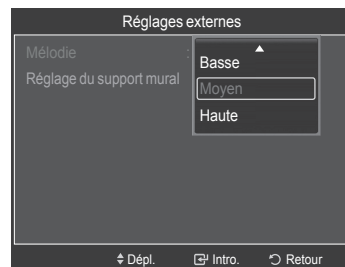 Réglages externes
Mélodie :
Basse
Réglage du support mural
Moyen
Haute
Dépl. Intro. Retour